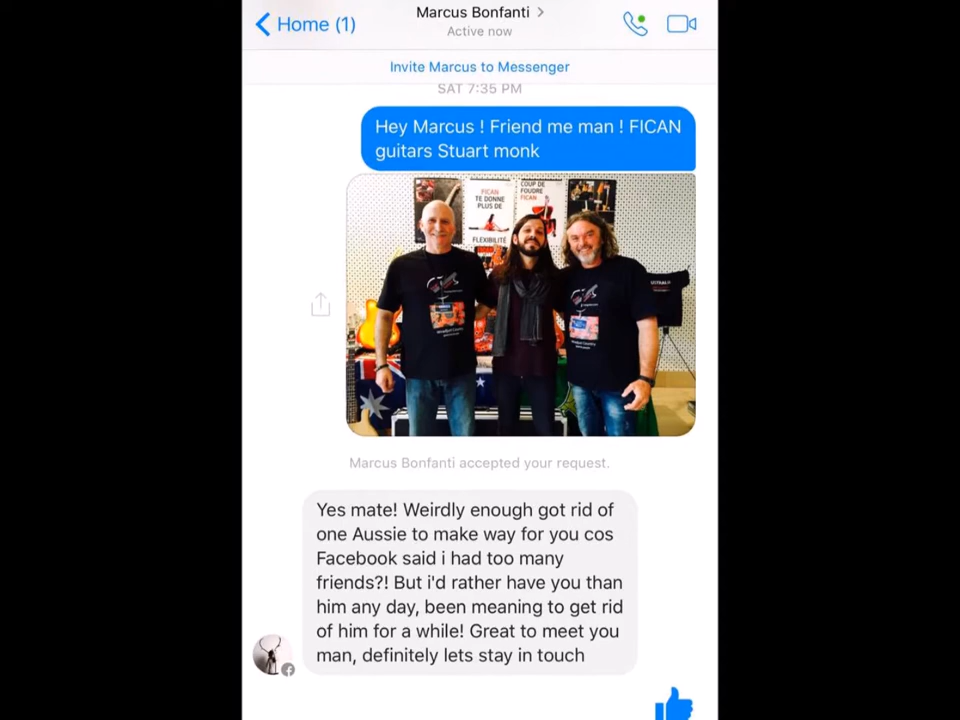 Home (1)
Marcus Bonfanti
Active now
Invite Marcus to Messenger
SAT 7:35 PM
Hey Marcus ! Friend me man ! FICAN
guitars Stuart monk
FICAN
TE DONNE
PLUS DE
FLEXIBILITÉ
COUP DE
FOUDRE
FICAN
Marcus Bonfanti accepted your request.
Yes mate! Weirdly enough got rid of
one Aussie to make way for you cos
Facebook said i had too many
friends?! But i'd rather have you than
him any day, been meaning to get rid
of him for a while! Great to meet you
man, definitely lets stay in touch